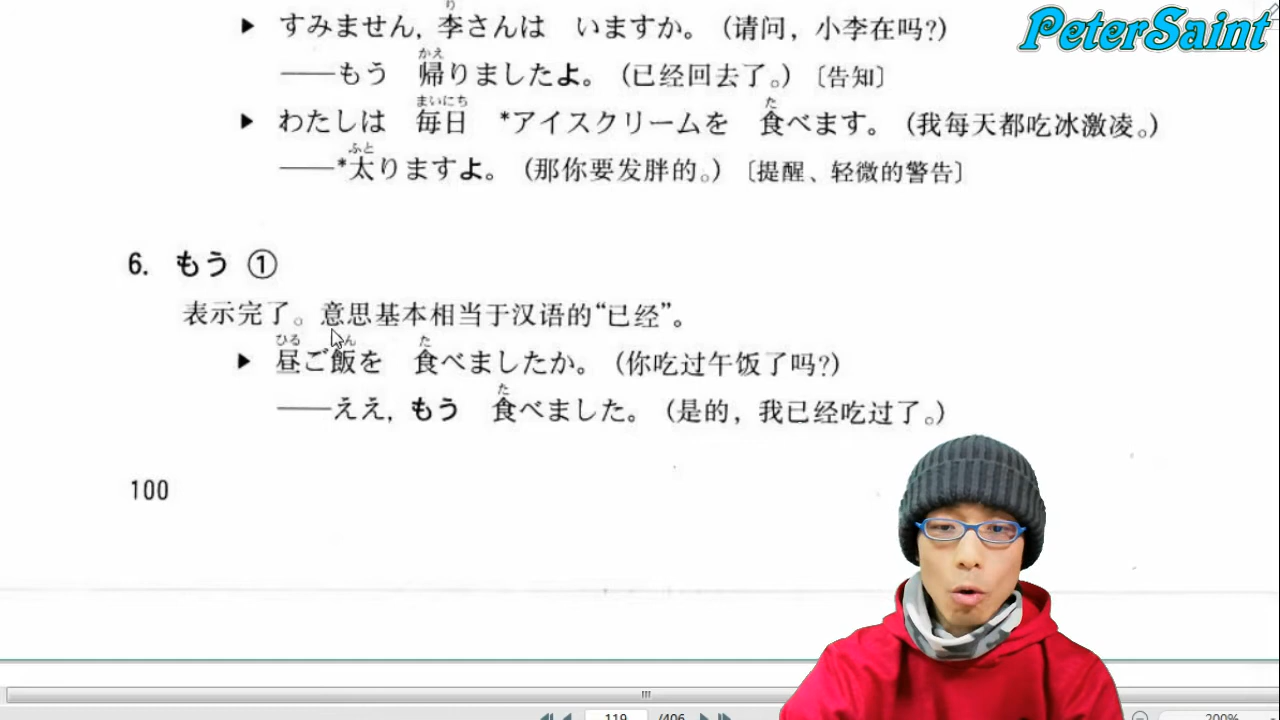 PeterSaint
▶ すみません, 李さんは いますか。(请问，小李在吗?)
——もう 帰りましたよ。(已经回去了。)〔告知〕
▶ わたしは 毎日 *アイスクリームを 食べます。(我每天都吃冰激凌。)
——*太りますよ。(那你要发胖的。)〔提醒、轻微的警告〕
6. もう ①
表示完了。意思基本相当于汉语的“已经”。
▶ 昼ご飯を 食べましたか。(你吃过午饭了吗?)
——ええ, もう 食べました。(是的，我已经吃过了。)
100
119 /406 200%